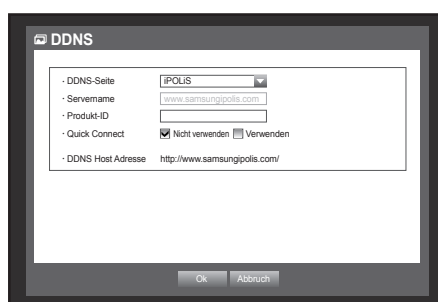 DDNS
· DDNS-Seite iPOLiS
· Servername www.samsungipolis.com
· Produkt-ID
· Quick Connect Nicht verwenden Verwenden
· DDNS Host Adresse http://www.samsungipolis.com/
Ok Abbruch